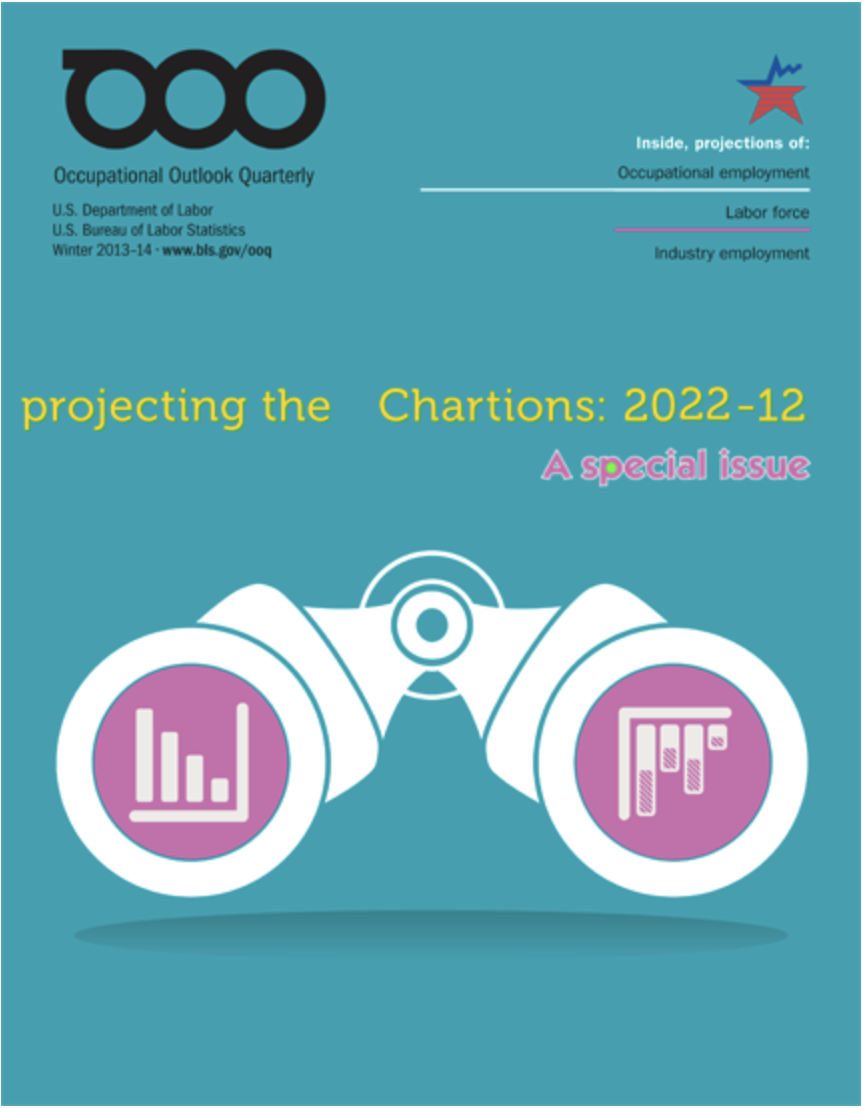 OOQ
Occupational Outlook Quarterly
U.S. Department of Labor
U.S. Bureau of Labor Statistics
Winter 2013–14 · www.bls.gov/ooq
Inside, projections of:
Occupational employment
Labor force
Industry employment
projecting the Chartions: 2022-12
A special issue